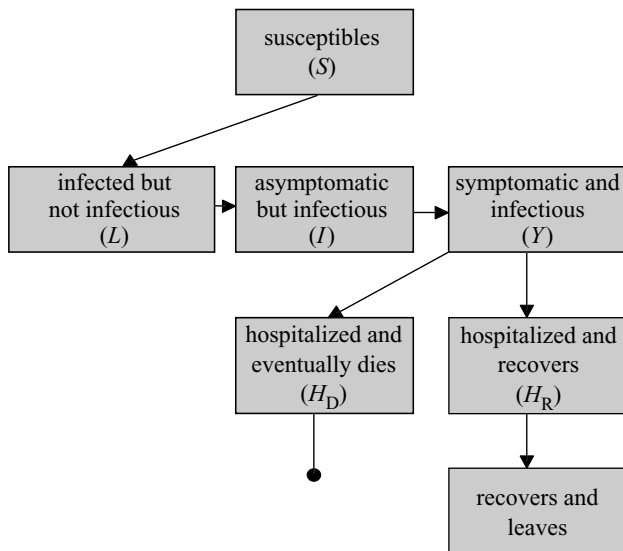 susceptibles
(S)
infected but
not infectious
(L)
asymptomatic
but infectious
(I)
symptomatic and
infectious
(Y)
hospitalized and
eventually dies
(H_D)
hospitalized and
recovers
(H_R)
recovers and
leaves